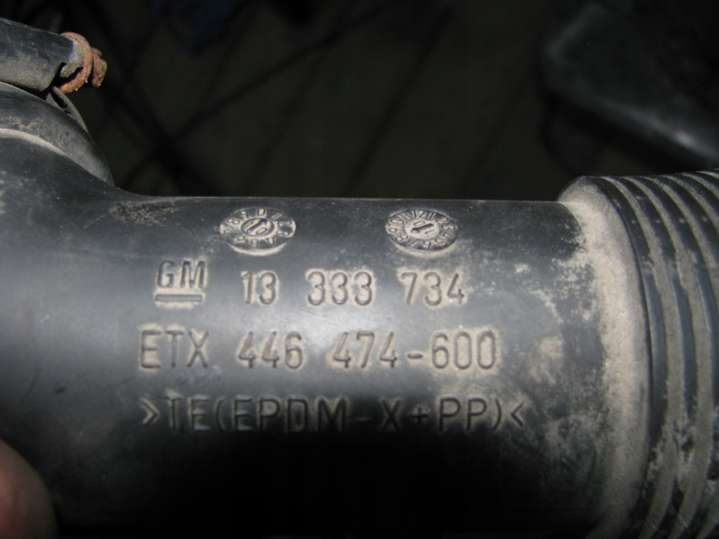 GM 13 333 734
ETX 446 474-600
>TE(EPDM-X+PP)<